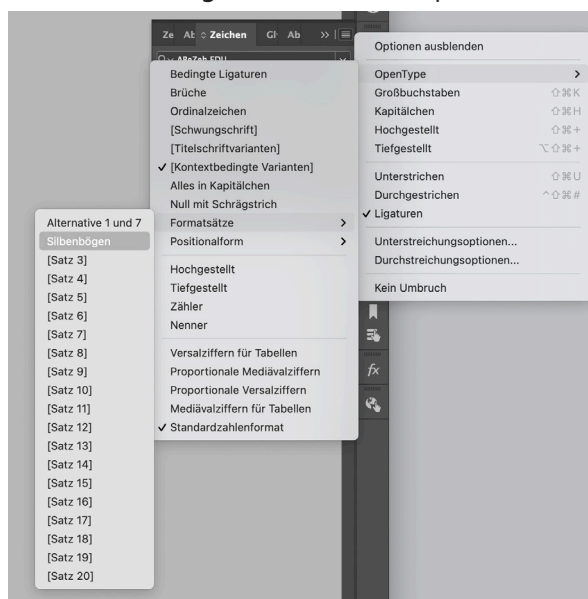 Ze Ab Zeichen Gl Ab
ABeZeh EDU
Optionen ausblenden
OpenType
Großbuchstaben ⇧⌘K
Kapitälchen ⇧⌘H
Hochgestellt ⇧⌘+
Tiefgestellt ⌥⇧⌘+
Unterstrichen ⇧⌘U
Durchgestrichen ^⇧⌘#
✓ Ligaturen
Unterstreichungsoptionen...
Durchstreichungsoptionen...
Kein Umbruch
Bedingte Ligaturen
Brüche
Ordinalzeichen
[Schwungschrift]
[Titelschriftvarianten]
✓ [Kontextbedingte Varianten]
Alles in Kapitälchen
Null mit Schrägstrich
Formatsätze
Positionalform
Hochgestellt
Tiefgestellt
Zähler
Nenner
Versalziffern für Tabellen
Proportionale Mediävalziffern
Proportionale Versalziffern
Mediävalziffern für Tabellen
✓ Standardzahlenformat
Alternative 1 und 7
Silbenbögen
[Satz 3]
[Satz 4]
[Satz 5]
[Satz 6]
[Satz 7]
[Satz 8]
[Satz 9]
[Satz 10]
[Satz 11]
[Satz 12]
[Satz 13]
[Satz 14]
[Satz 15]
[Satz 16]
[Satz 17]
[Satz 18]
[Satz 19]
[Satz 20]
fx